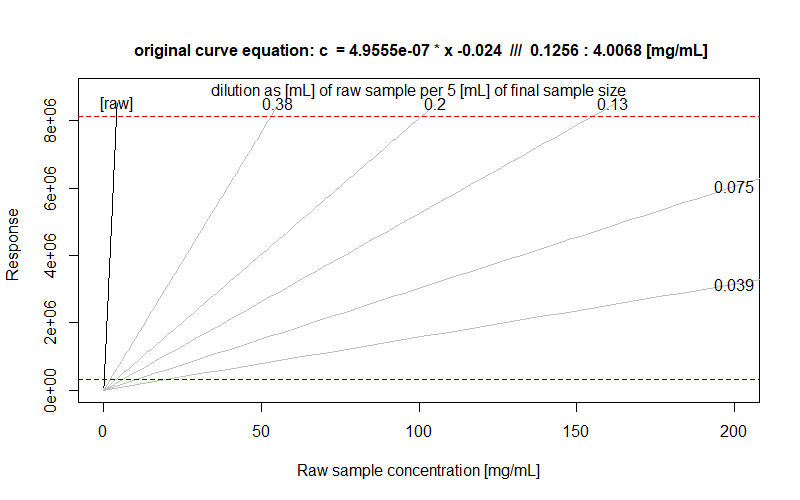 original curve equation: c  = 4.9555e-07 * x -0.024  ///  0.1256 : 4.0068 [mg/mL]
dilution as [mL] of raw sample per 5 [mL] of final sample size
[raw]
0.38
0.2
0.13
0.075
0.039
Response
8e+06
6e+06
4e+06
2e+06
0e+00
0
50
100
150
200
Raw sample concentration [mg/mL]